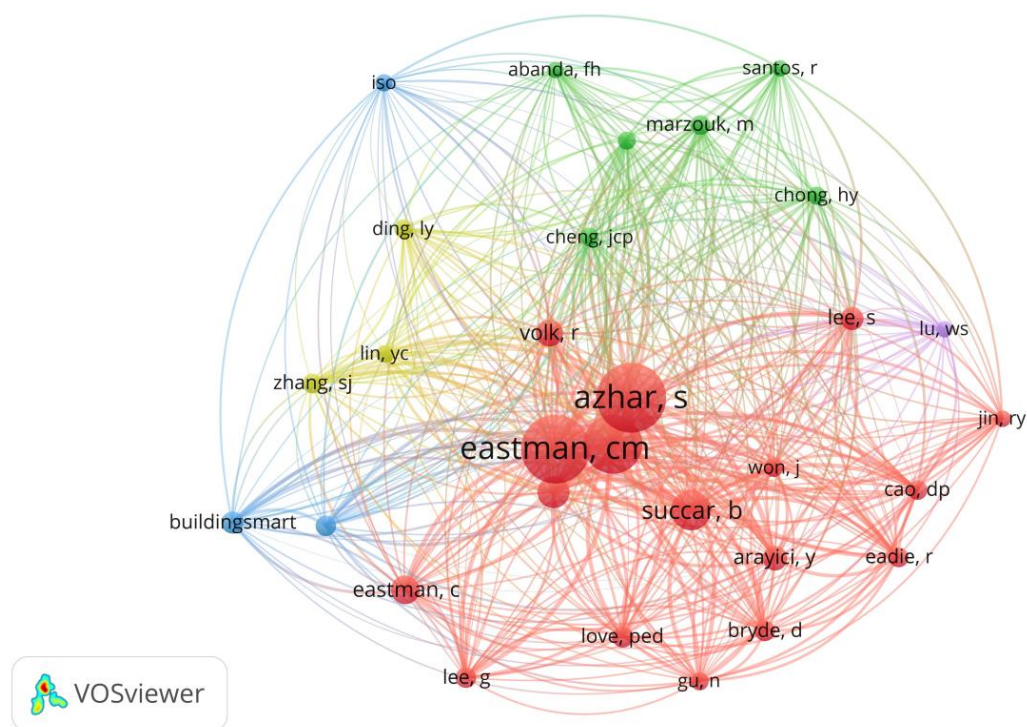 iso
abanda, fh
santos, r
marzouk, m
chong, hy
ding, ly
cheng, jcp
lee, s
lu, ws
volk, r
lin, yc
zhang, sj
azhar, s
jin, ry
eastman, cm
won, j
cao, dp
succar, b
buildingsmart
arayici, y
eadie, r
eastman, c
love, ped
bryde, d
lee, g
gu, n
VOSviewer